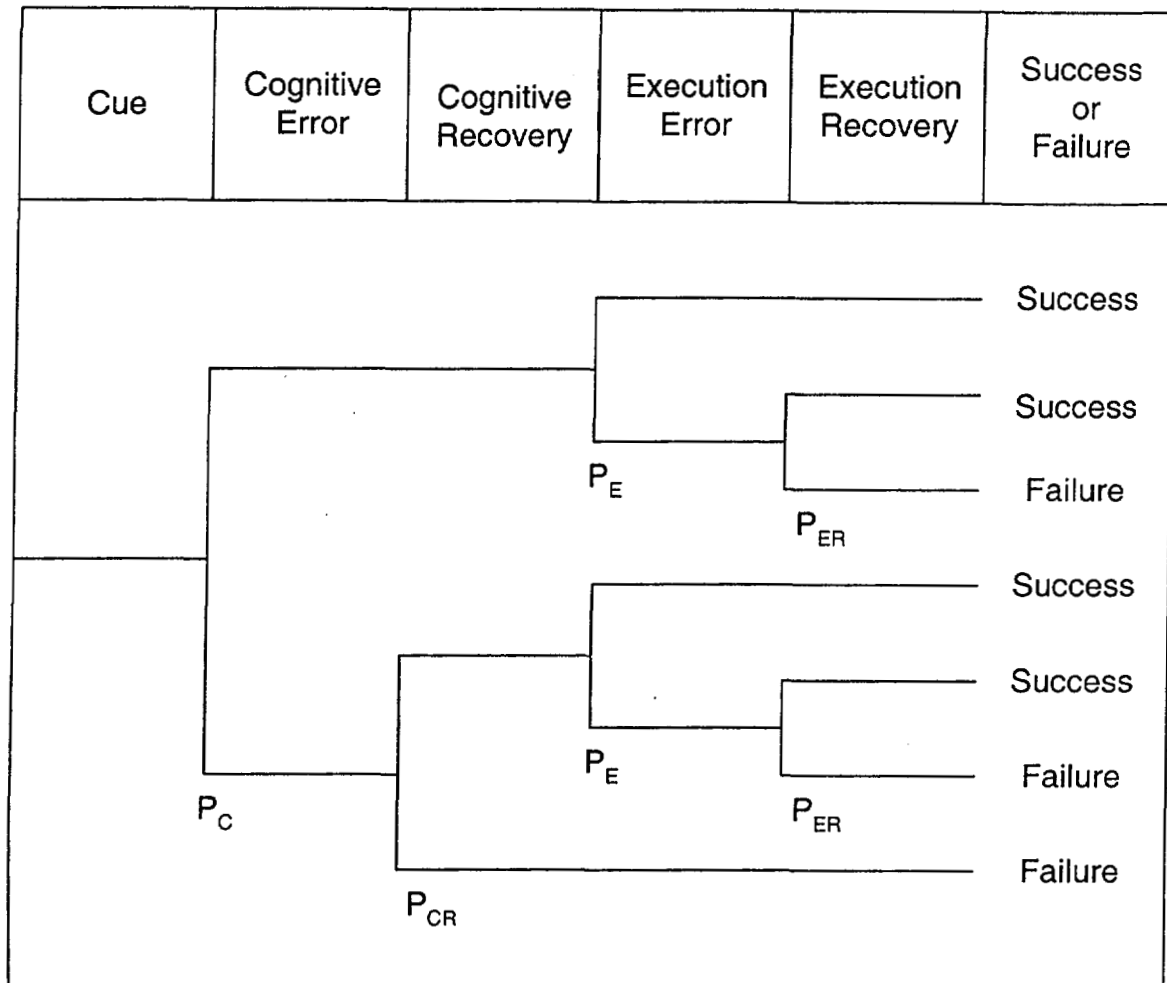 Cue
Cognitive
Error
Cognitive
Recovery
Execution
Error
Execution
Recovery
Success
or
Failure
Success
Success
P_E
Failure
P_ER
Success
Success
P_E
Failure
P_C
P_ER
Failure
P_CR